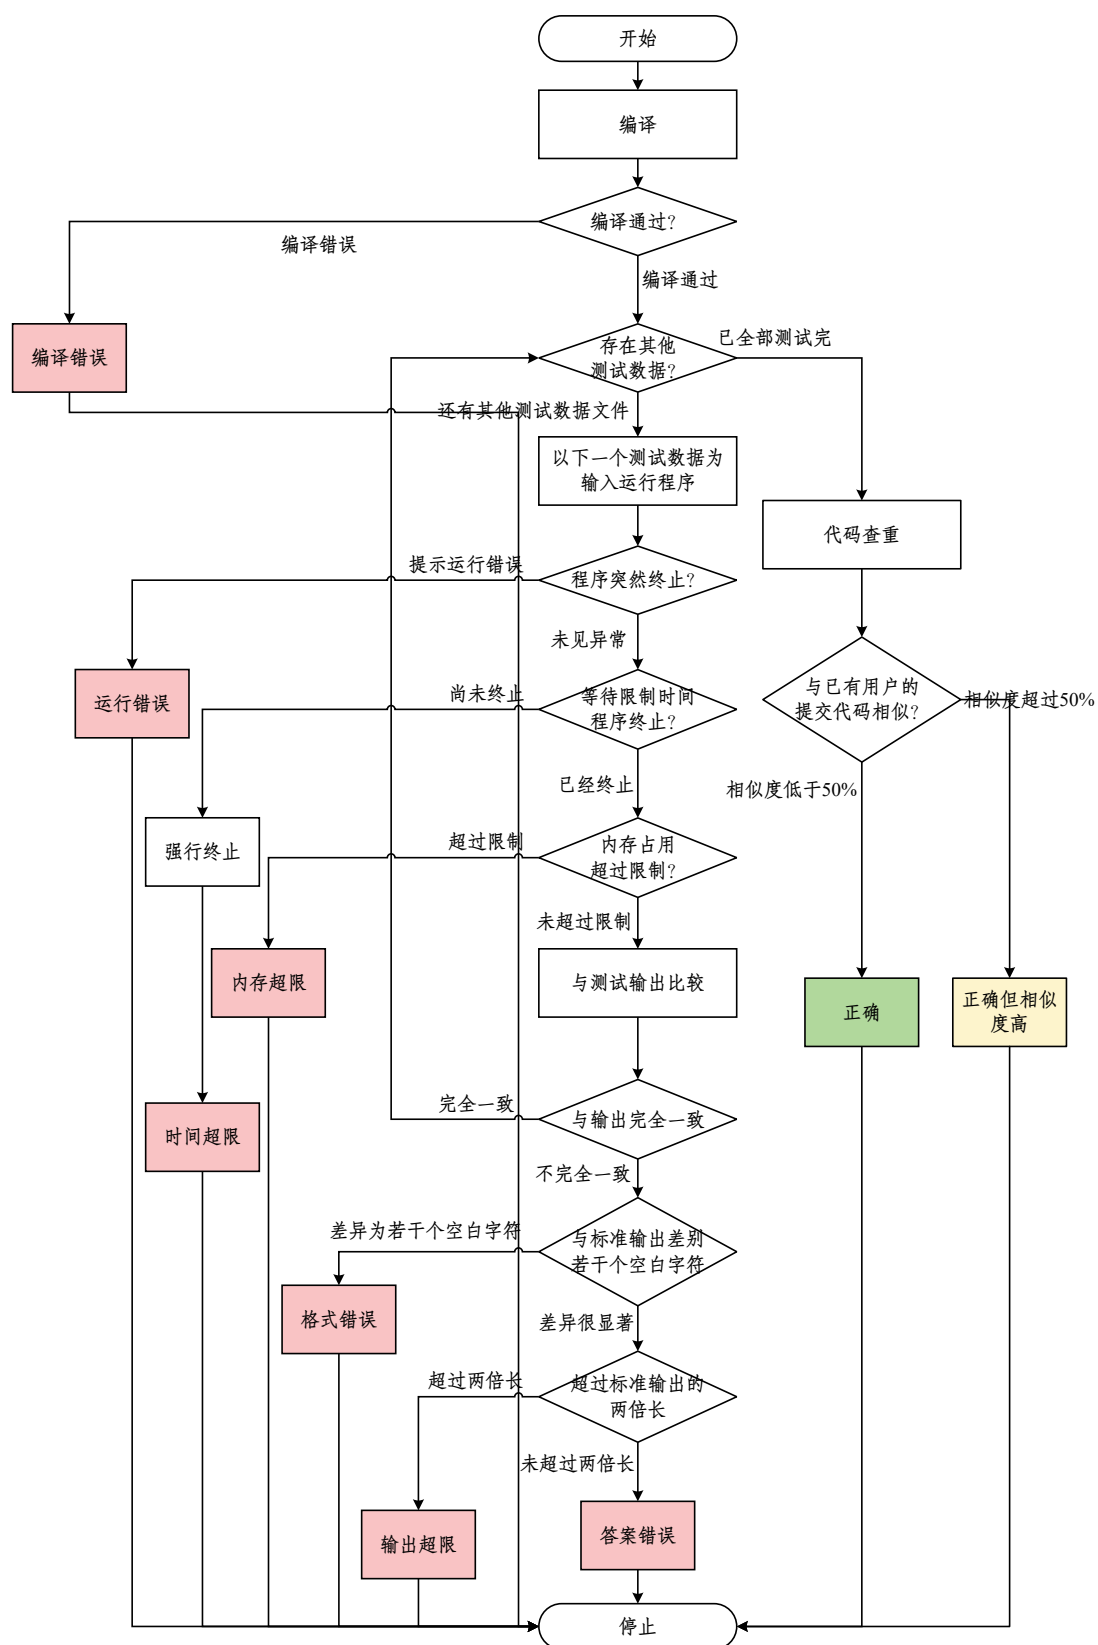 开始
编译
编译通过?
编译错误
编译通过
编译错误
存在其他
测试数据?
已全部测试完
还有其他测试数据文件
以下一个测试数据为
输入运行程序
代码查重
提示运行错误
程序突然终止?
未见异常
运行错误
尚未终止
等待限制时间
程序终止?
与已有用户的
提交代码相似?
相似度超过50%
已经终止
相似度低于50%
强行终止
超过限制
内存占用
超过限制?
未超过限制
内存超限
与测试输出比较
正确
正确但相似
度高
完全一致
与输出完全一致
时间超限
不完全一致
差异为若干个空白字符
与标准输出差别
若干个空白字符
格式错误
差异很显著
超过两倍长
超过标准输出的
两倍长
未超过两倍长
输出超限
答案错误
停止